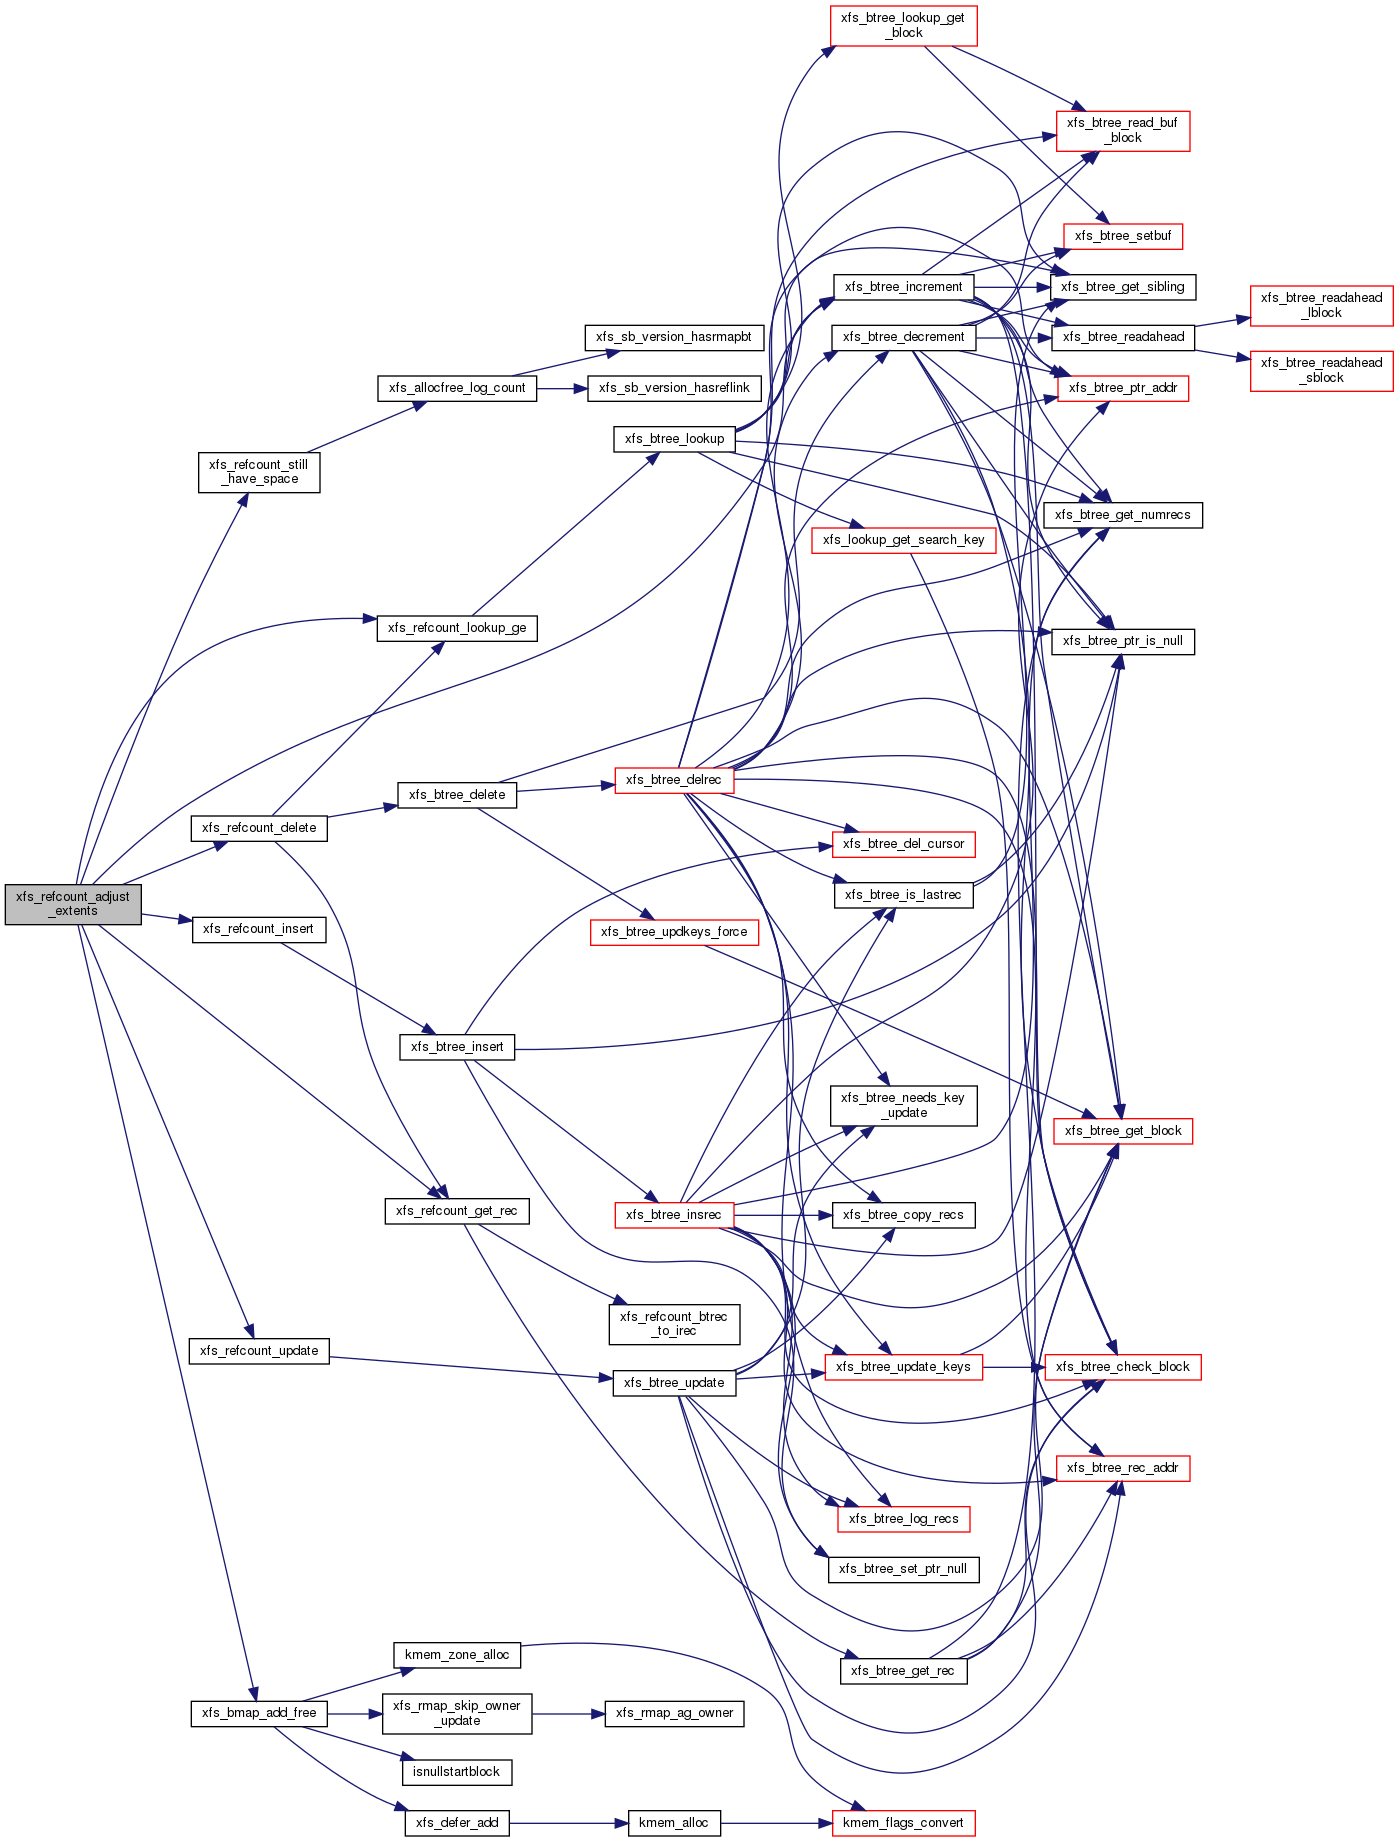 xfs_btree_lookup_get
_block
xfs_btree_read_buf
_block
xfs_btree_setbuf
xfs_btree_increment
xfs_btree_get_sibling
xfs_btree_readahead
_lblock
xfs_sb_version_hasrmapbt
xfs_btree_decrement
xfs_btree_readahead
xfs_btree_readahead
_sblock
xfs_allocfree_log_count
xfs_sb_version_hasreflink
xfs_btree_ptr_addr
xfs_btree_lookup
xfs_refcount_still
_have_space
xfs_btree_get_numrecs
xfs_lookup_get_search_key
xfs_refcount_lookup_ge
xfs_btree_ptr_is_null
xfs_btree_delrec
xfs_btree_delete
xfs_refcount_delete
xfs_btree_del_cursor
xfs_btree_is_lastrec
xfs_refcount_adjust
_extents
xfs_refcount_insert
xfs_btree_updkeys_force
xfs_btree_insert
xfs_btree_needs_key
_update
xfs_btree_get_block
xfs_refcount_get_rec
xfs_btree_insrec
xfs_btree_copy_recs
xfs_refcount_btrec
_to_irec
xfs_refcount_update
xfs_btree_update
xfs_btree_update_keys
xfs_btree_check_block
xfs_btree_rec_addr
xfs_btree_log_recs
xfs_btree_set_ptr_null
kmem_zone_alloc
xfs_btree_get_rec
xfs_bmap_add_free
xfs_rmap_skip_owner
_update
xfs_rmap_ag_owner
isnullstartblock
xfs_defer_add
kmem_alloc
kmem_flags_convert